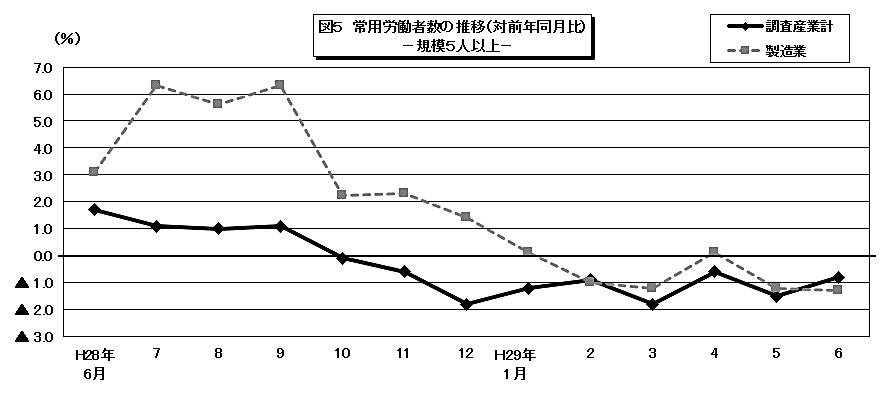 図5 常用労働者数の推移(対前年同月比)
-規模5人以上-
(%)
調査産業計
製造業
7.0
6.0
5.0
4.0
3.0
2.0
1.0
0.0
▲ 1.0
▲ 2.0
▲ 3.0
H28年 7 8 9 10 11 12 H29年 2 3 4 5 6
6月 1月